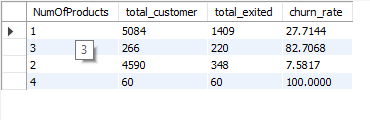 NumOfProducts total_customer total_exited churn_rate
1 5084 1409 27.7144
3 266 220 82.7068
3
2 4590 348 7.5817
4 60 60 100.0000